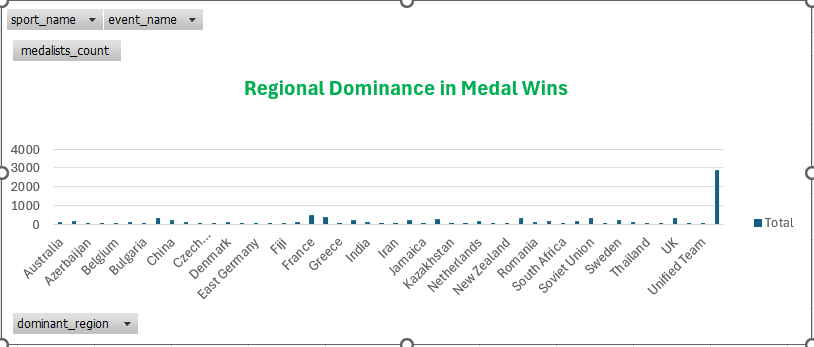 sport_name event_name
medalists_count
Regional Dominance in Medal Wins
4000
3000
2000
1000
0
Australia
Azerbaijan
Belgium
Bulgaria
China
Czech...
Denmark
East Germany
Fiji
France
Greece
India
Iran
Jamaica
Kazakhstan
Netherlands
New Zealand
Romania
South Africa
Soviet Union
Sweden
Thailand
UK
Unified Team
Total
dominant_region